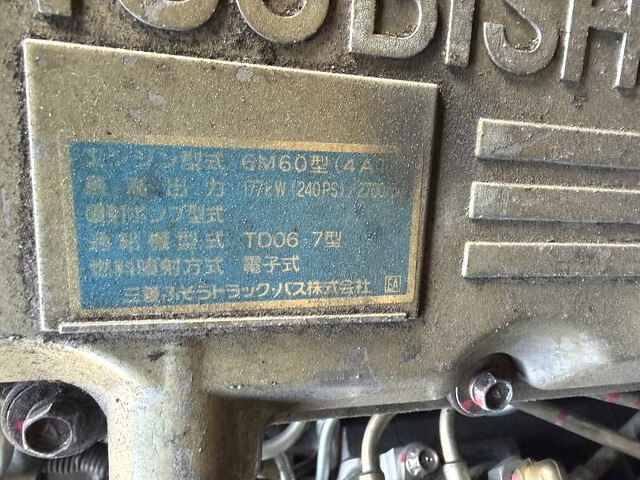 UBISH
エンジン型式 6M60型(4A
最高出力 177kW(240PS)/2700
噴射ポンプ型式
過給機型式 TD06-7型
燃料噴射方式 電子式
三菱ふそうトラック・バス株式会社 EA